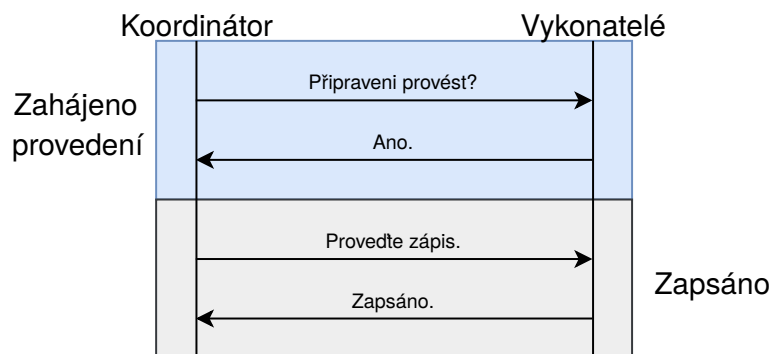 Koordinátor
Vykonatelé
Připraveni provést?
Zahájeno
provedení
Ano.
Proveďte zápis.
Zapsáno
Zapsáno.